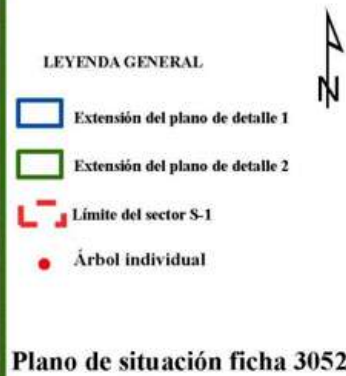 N
LEYENDA GENERAL
Extensión del plano de detalle 1
Extensión del plano de detalle 2
Límite del sector S-1
Árbol individual
Plano de situación ficha 3052